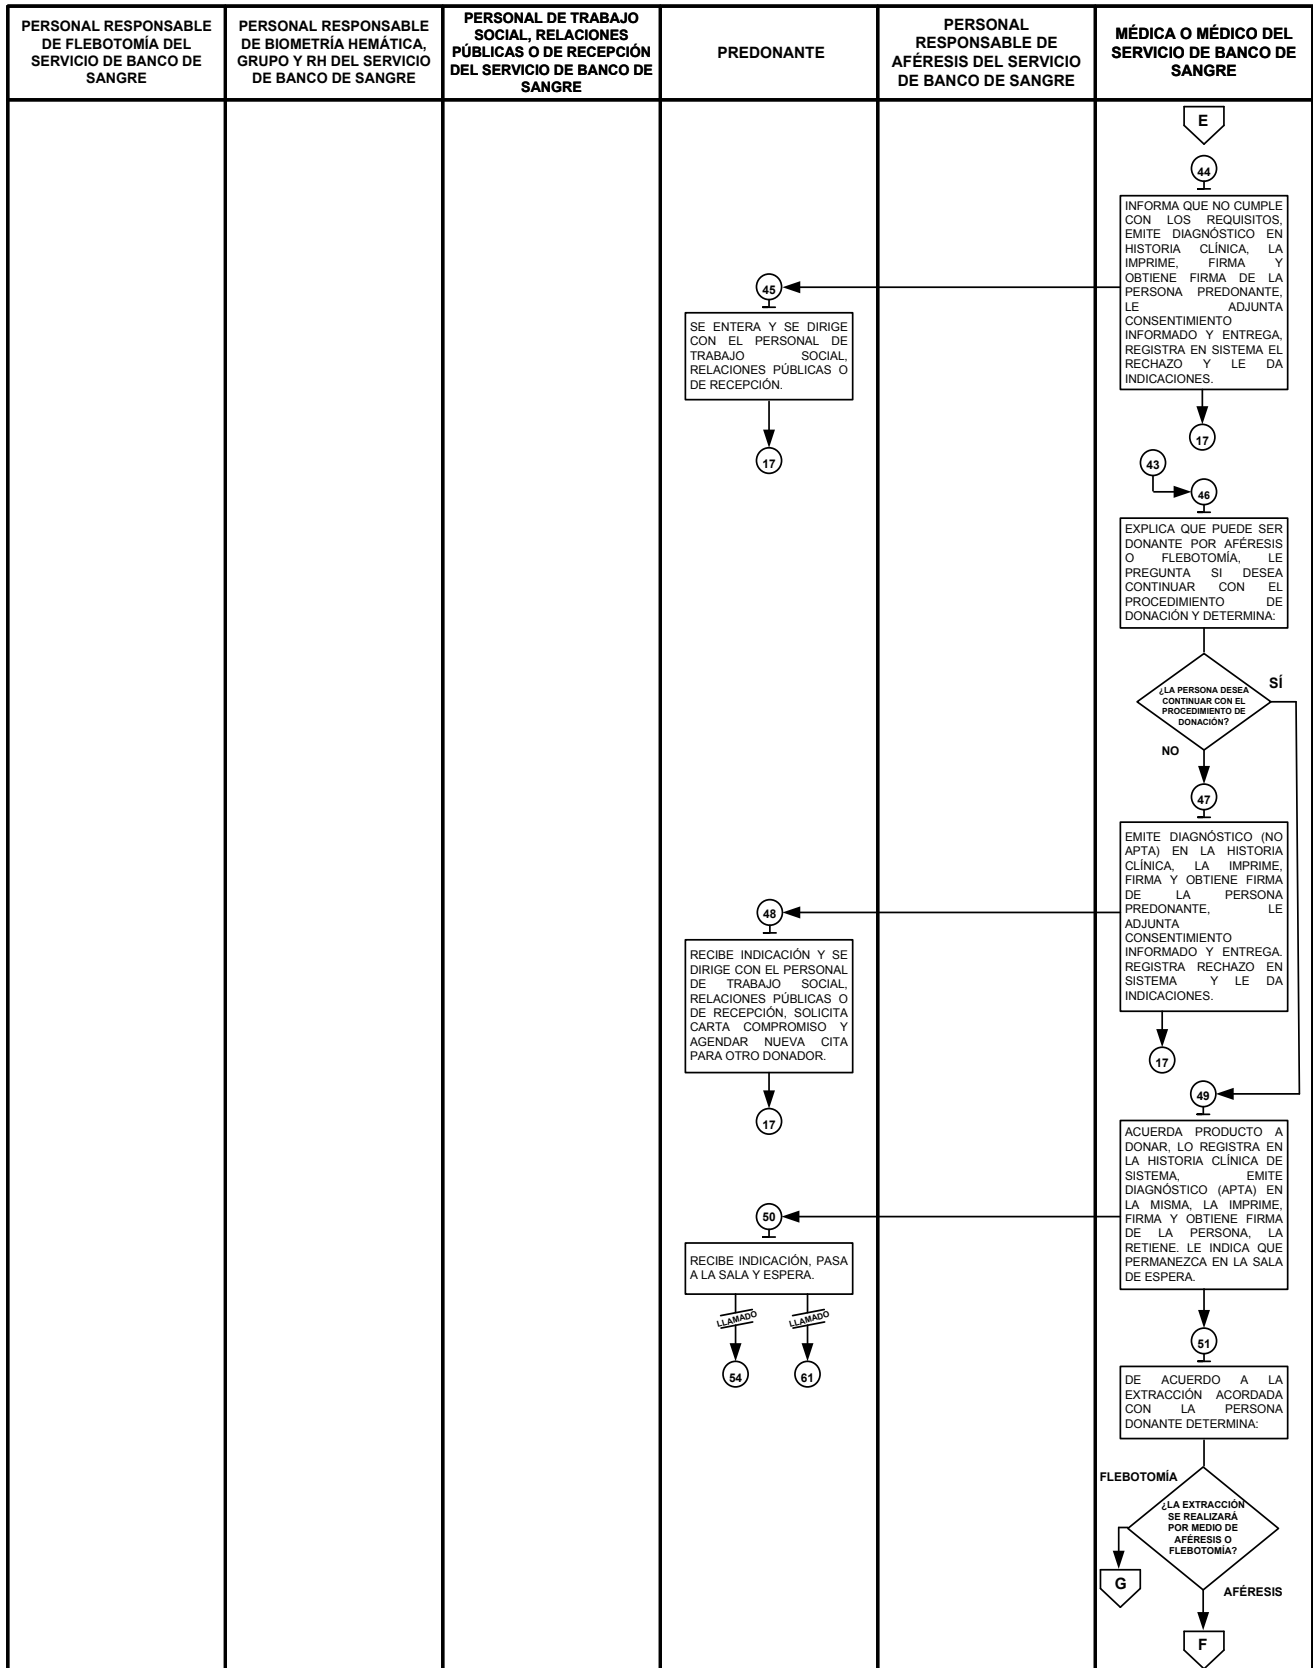 PERSONAL RESPONSABLE
DE FLEBOTOMÍA DEL
SERVICIO DE BANCO DE
SANGRE
PERSONAL RESPONSABLE
DE BIOMETRÍA HEMÁTICA,
GRUPO Y RH DEL SERVICIO
DE BANCO DE SANGRE
PERSONAL DE TRABAJO
SOCIAL, RELACIONES
PÚBLICAS O DE RECEPCIÓN
DEL SERVICIO DE BANCO DE
SANGRE
PREDONANTE
PERSONAL
RESPONSABLE DE
AFÉRESIS DEL SERVICIO
DE BANCO DE SANGRE
MÉDICA O MÉDICO DEL
SERVICIO DE BANCO DE
SANGRE
E
44
INFORMA QUE NO CUMPLE
CON LOS REQUISITOS,
EMITE DIAGNÓSTICO EN
HISTORIA CLÍNICA, LA
IMPRIME, FIRMA Y
OBTIENE FIRMA DE LA
PERSONA PREDONANTE,
LE ADJUNTA
CONSENTIMIENTO
INFORMADO Y ENTREGA,
REGISTRA EN SISTEMA EL
RECHAZO Y LE DA
INDICACIONES.
45
SE ENTERA Y SE DIRIGE
CON EL PERSONAL DE
TRABAJO SOCIAL,
RELACIONES PÚBLICAS O
DE RECEPCIÓN.
17
17
43
46
EXPLICA QUE PUEDE SER
DONANTE POR AFÉRESIS
O FLEBOTOMÍA, LE
PREGUNTA SI DESEA
CONTINUAR CON EL
PROCEDIMIENTO DE
DONACIÓN Y DETERMINA:
¿LA PERSONA DESEA
CONTINUAR CON EL
PROCEDIMIENTO DE
DONACIÓN?
SÍ
NO
47
EMITE DIAGNÓSTICO (NO
APTA) EN LA HISTORIA
CLÍNICA, LA IMPRIME,
FIRMA Y OBTIENE FIRMA
DE LA PERSONA
PREDONANTE, LE
ADJUNTA
CONSENTIMIENTO
INFORMADO Y ENTREGA.
REGISTRA RECHAZO EN
SISTEMA Y LE DA
INDICACIONES.
48
RECIBE INDICACIÓN Y SE
DIRIGE CON EL PERSONAL
DE TRABAJO SOCIAL,
RELACIONES PÚBLICAS O
DE RECEPCIÓN, SOLICITA
CARTA COMPROMISO Y
AGENDAR NUEVA CITA
PARA OTRO DONADOR.
17
17
49
ACUERDA PRODUCTO A
DONAR, LO REGISTRA EN
LA HISTORIA CLÍNICA DE
SISTEMA, EMITE
DIAGNÓSTICO (APTA) EN
LA MISMA, LA IMPRIME,
FIRMA Y OBTIENE FIRMA
DE LA PERSONA, LA
RETIENE. LE INDICA QUE
PERMANEZCA EN LA SALA
DE ESPERA.
50
RECIBE INDICACIÓN, PASA
A LA SALA Y ESPERA.
LLAMADO
LLAMADO
54
61
51
DE ACUERDO A LA
EXTRACCIÓN ACORDADA
CON LA PERSONA
DONANTE DETERMINA:
FLEBOTOMÍA
¿LA EXTRACCIÓN
SE REALIZARÁ
POR MEDIO DE
AFÉRESIS O
FLEBOTOMÍA?
G
AFÉRESIS
F